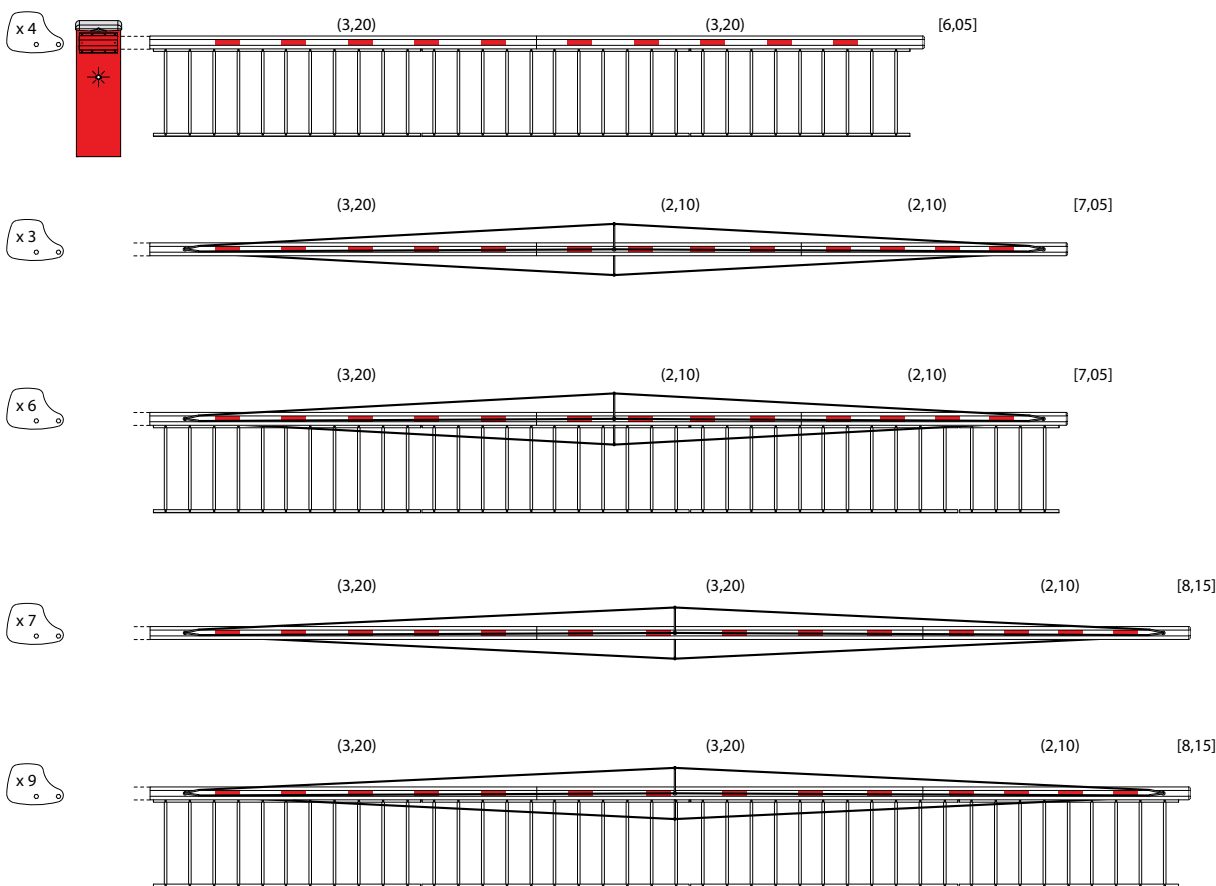 x 4 (3,20) (3,20) [6,05]
x 3 (3,20) (2,10) (2,10) [7,05]
x 6 (3,20) (2,10) (2,10) [7,05]
x 7 (3,20) (3,20) (2,10) [8,15]
x 9 (3,20) (3,20) (2,10) [8,15]